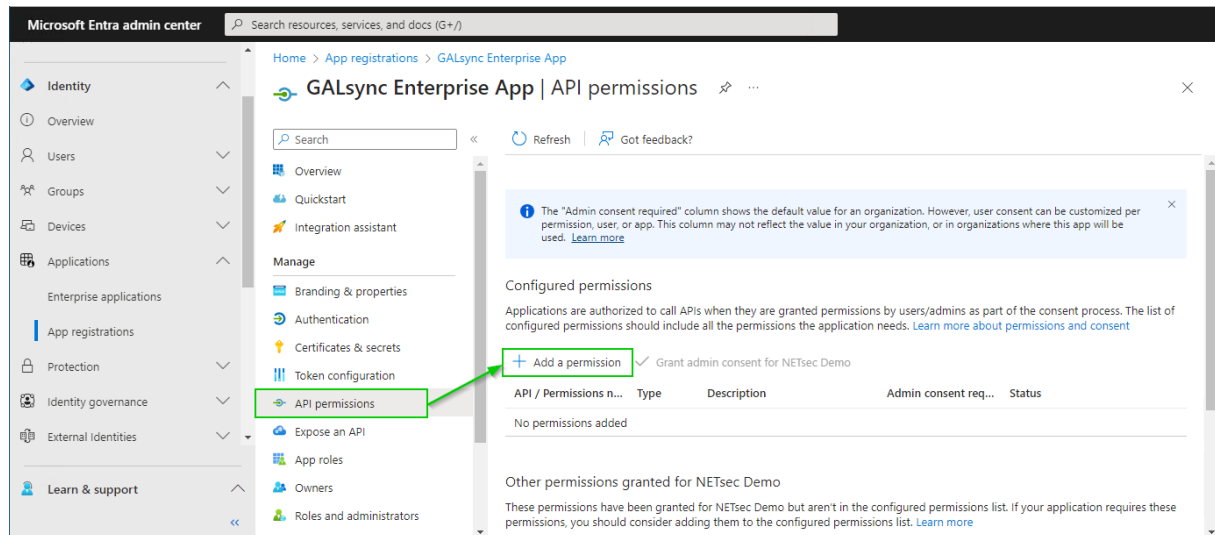 Microsoft Entra admin center
Search resources, services, and docs (G+/)
Identity
Overview
Users
Groups
Devices
Applications
Enterprise applications
App registrations
Protection
Identity governance
External Identities
Learn & support
Home > App registrations > GALsync Enterprise App
GALsync Enterprise App | API permissions
Search
Overview
Quickstart
Integration assistant
Manage
Branding & properties
Authentication
Certificates & secrets
Token configuration
API permissions
Expose an API
App roles
Owners
Roles and administrators
Refresh
Got feedback?
The "Admin consent required" column shows the default value for an organization. However, user consent can be customized per
permission, user, or app. This column may not reflect the value in your organization, or in organizations where this app will be
used. Learn more
Configured permissions
Applications are authorized to call APIs when they are granted permissions by users/admins as part of the consent process. The list of
configured permissions should include all the permissions the application needs. Learn more about permissions and consent
Add a permission
Grant admin consent for NETsec Demo
API / Permissions n... Type Description Admin consent req... Status
No permissions added
Other permissions granted for NETsec Demo
These permissions have been granted for NETsec Demo but aren't in the configured permissions list. If your application requires these
permissions, you should consider adding them to the configured permissions list. Learn more